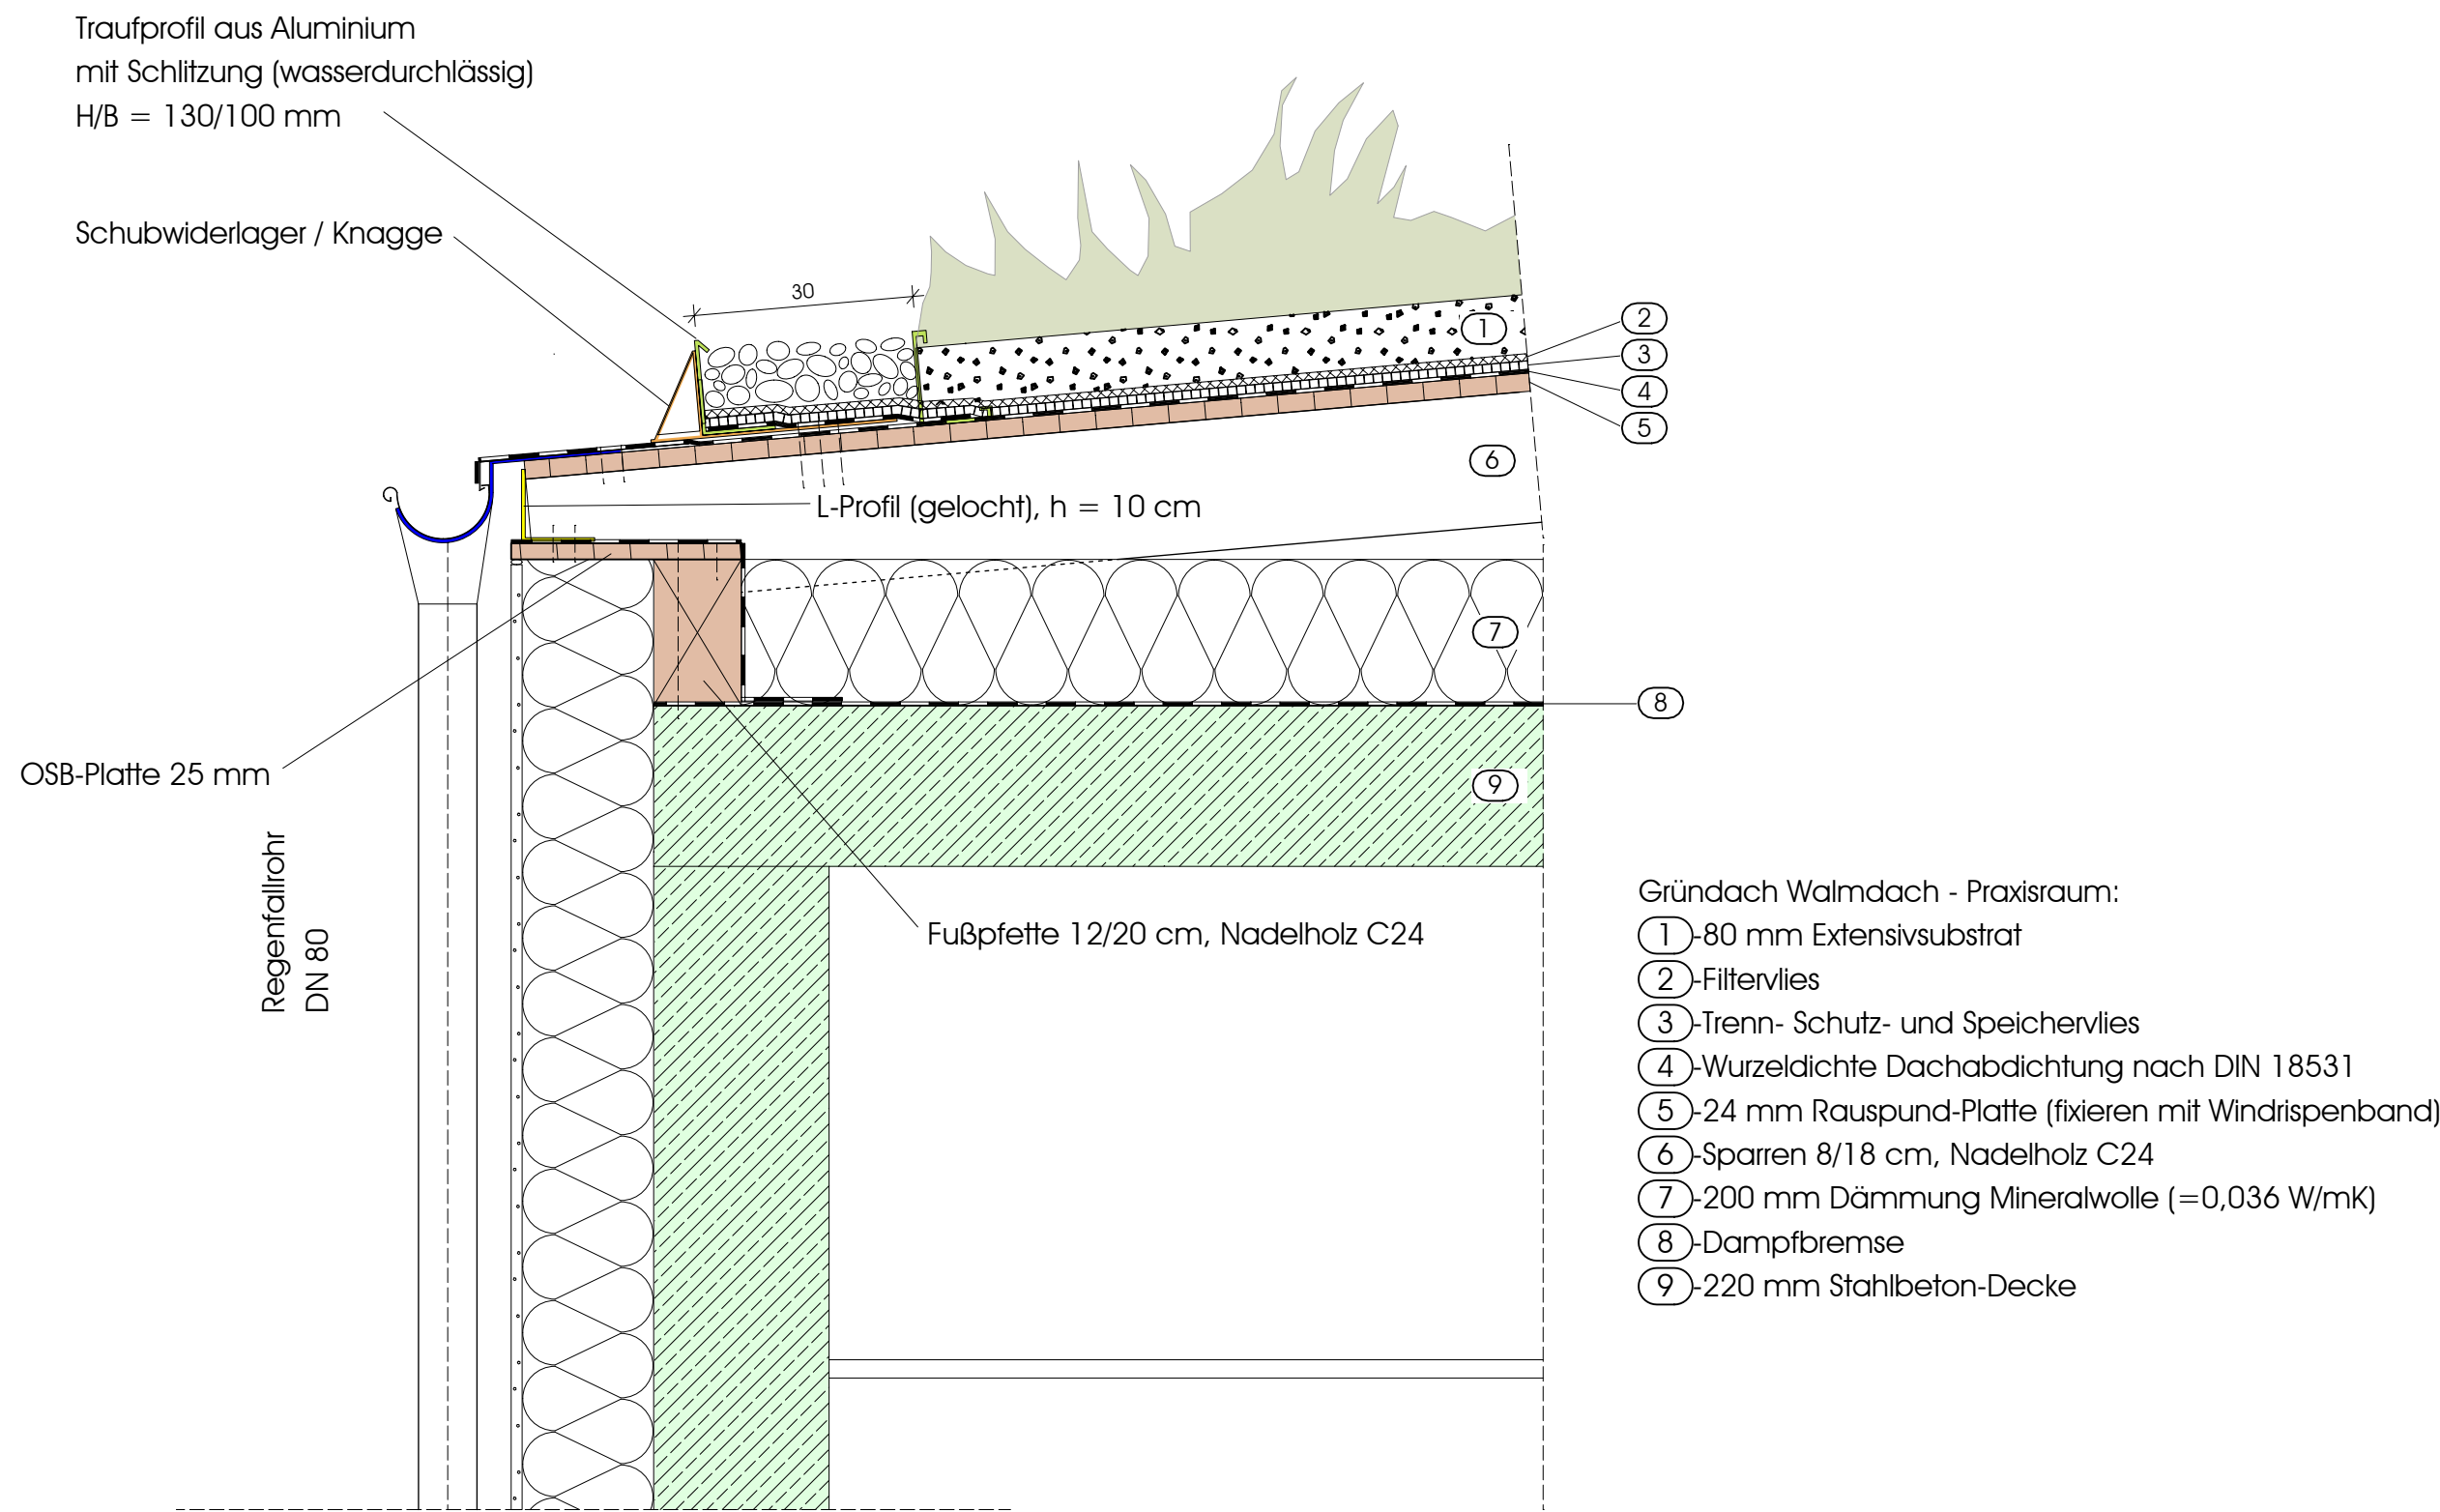 Traufprofil aus Aluminium
mit Schlitzung (wasserdurchlässig)
H/B = 130/100 mm
Schubwiderlager / Knagge
30
1
2
3
4
5
6
L-Profil (gelocht), h = 10 cm
7
8
OSB-Platte 25 mm
9
Regenfallrohr
DN 80
Fußpfette 12/20 cm, Nadelholz C24
Gründach Walmdach - Praxisraum:
1 -80 mm Extensivsubstrat
2 -Filtervlies
3 -Trenn- Schutz- und Speichervlies
4 -Wurzeldichte Dachabdichtung nach DIN 18531
5 -24 mm Rauspund-Platte (fixieren mit Windrispenband)
6 -Sparren 8/18 cm, Nadelholz C24
7 -200 mm Dämmung Mineralwolle (=0,036 W/mK)
8 -Dampfbremse
9 -220 mm Stahlbeton-Decke